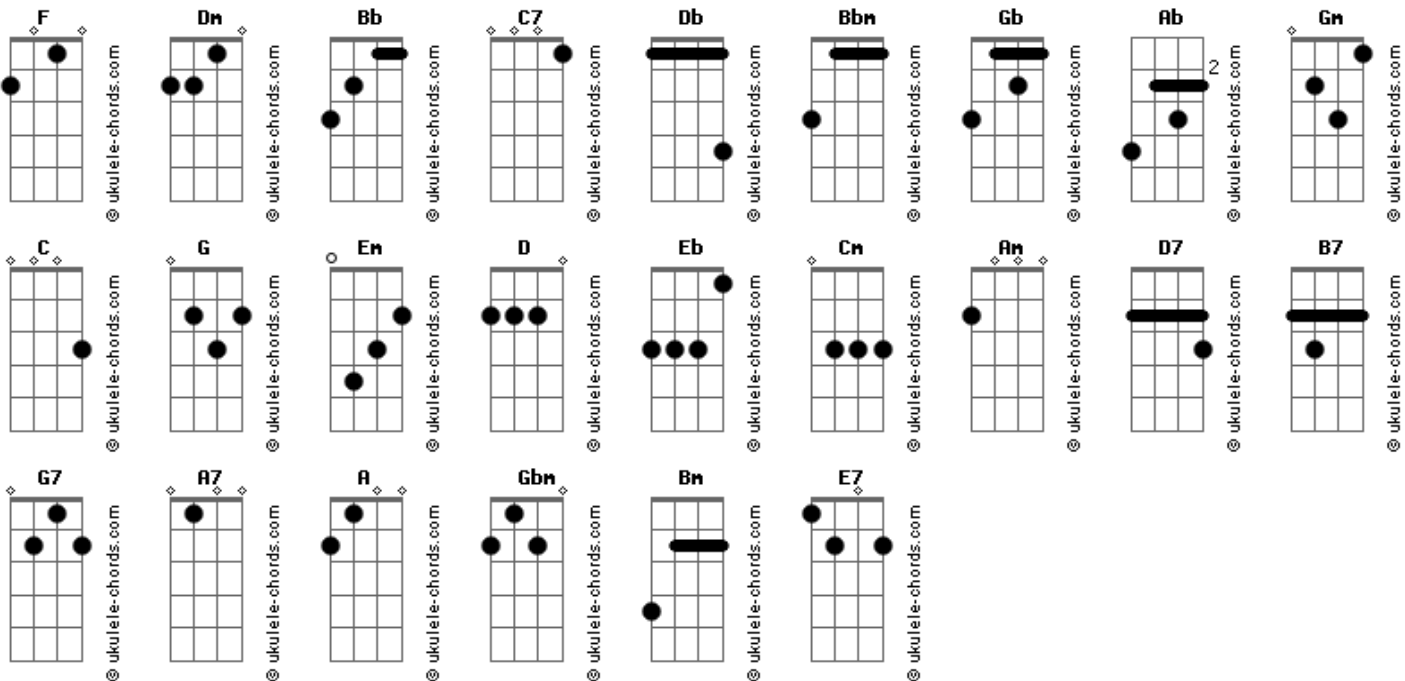 F Dm Bb C7 Db Bbm Gb Ab Gm
2
© ukulele-chords.com © ukulele-chords.com © ukulele-chords.com © ukulele-chords.com © ukulele-chords.com © ukulele-chords.com © ukulele-chords.com © ukulele-chords.com © ukulele-chords.com
C G Em D Eb Cm Am D7 B7
© ukulele-chords.com © ukulele-chords.com © ukulele-chords.com © ukulele-chords.com © ukulele-chords.com © ukulele-chords.com © ukulele-chords.com © ukulele-chords.com © ukulele-chords.com
G7 A7 A Gbm Bm E7
© ukulele-chords.com © ukulele-chords.com © ukulele-chords.com © ukulele-chords.com © ukulele-chords.com © ukulele-chords.com